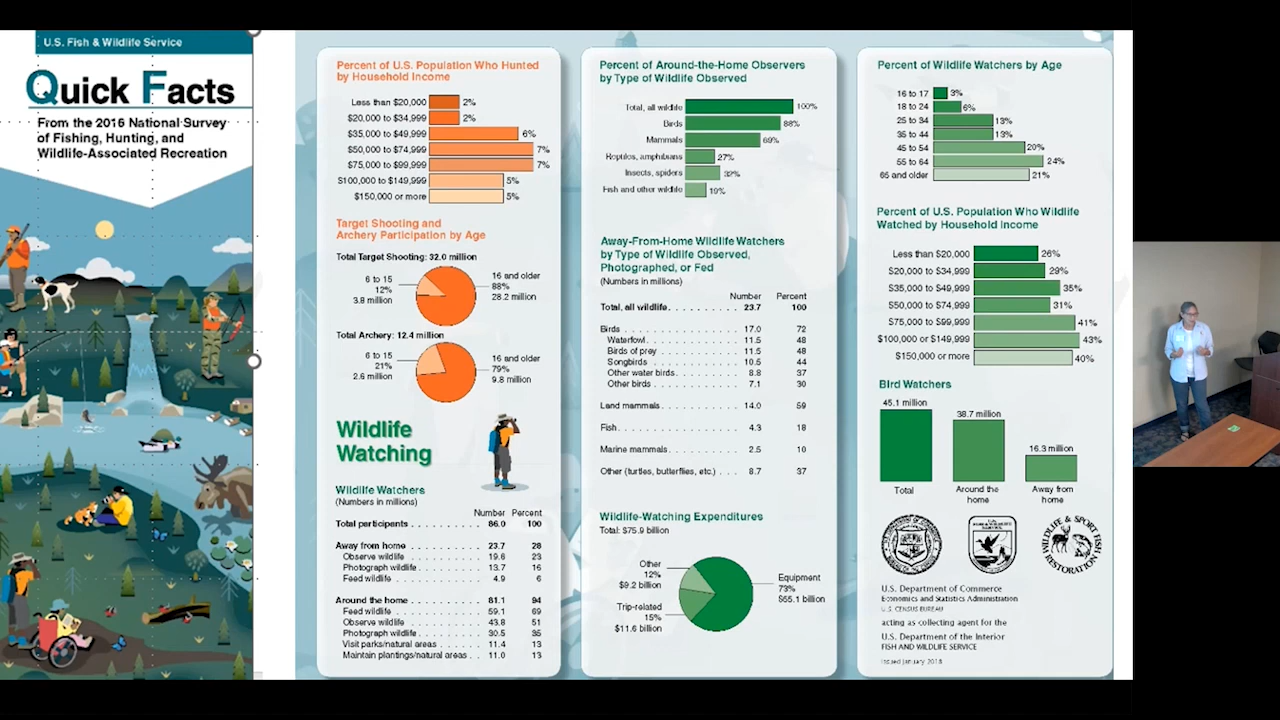 U.S. Fish & Wildlife Service
Quick Facts
From the 2016 National Survey
of Fishing, Hunting, and
Wildlife-Associated Recreation
Percent of U.S. Population Who Hunted
by Household Income
Less than $20,000 2%
$20,000 to $34,999 2%
$35,000 to $49,999 6%
$50,000 to $74,999 7%
$75,000 to $99,999 7%
$100,000 to $149,999 5%
$150,000 or more 5%
Target Shooting and
Archery Participation by Age
Total Target Shooting: 32.0 million
6 to 15
12%
3.8 million
16 and older
88%
28.2 million
Total Archery: 12.4 million
6 to 15
21%
2.6 million
16 and older
79%
9.8 million
Wildlife
Watching
Wildlife Watchers
(Numbers in millions)
Number Percent
Total participants . . . . . . . . . . . 86.0 100
Away from home . . . . . . . . . . . 23.7 28
Observe wildlife . . . . . . . . . . . 19.6 23
Photograph wildlife . . . . . . . . . 13.7 16
Feed wildlife . . . . . . . . . . . . 4.9 6
Around the home . . . . . . . . . . 81.1 94
Feed wildlife . . . . . . . . . . . . 59.1 69
Observe wildlife . . . . . . . . . . . 43.8 51
Photograph wildlife . . . . . . . . . 30.5 35
Visit parks/natural areas . . . . . . 11.4 13
Maintain plantings/natural areas . . 11.0 13
Percent of Around-the-Home Observers
by Type of Wildlife Observed
Total, all wildlife 100%
Birds 88%
Mammals 69%
Reptiles, amphibians 27%
Insects, spiders 32%
Fish and other wildlife 19%
Away-From-Home Wildlife Watchers
by Type of Wildlife Observed,
Photographed, or Fed
(Numbers in millions)
Number Percent
Total, all wildlife . . . . . . . . . . 23.7 100
Birds . . . . . . . . . . . . . . . . 17.0 72
Waterfowl . . . . . . . . . . . . . 11.5 48
Birds of prey . . . . . . . . . . . . 11.5 48
Songbirds . . . . . . . . . . . . . 10.5 44
Other water birds . . . . . . . . . . 8.8 37
Other birds . . . . . . . . . . . . . 7.1 30
Land mammals . . . . . . . . . . . 14.0 59
Fish . . . . . . . . . . . . . . . . 4.3 18
Marine mammals . . . . . . . . . . 2.5 10
Other (turtles, butterflies, etc.) . . . 8.7 37
Wildlife-Watching Expenditures
Total: $75.9 billion
Other
12%
$9.2 billion
Trip-related
15%
$11.6 billion
Equipment
73%
$55.1 billion
Percent of Wildlife Watchers by Age
16 to 17 3%
18 to 24 6%
25 to 34 13%
35 to 44 13%
45 to 54 20%
55 to 64 24%
65 and older 21%
Percent of U.S. Population Who Wildlife
Watched by Household Income
Less than $20,000 26%
$20,000 to $34,999 29%
$35,000 to $49,999 35%
$50,000 to $74,999 31%
$75,000 to $99,999 41%
$100,000 to $149,999 43%
$150,000 or more 40%
Bird Watchers
45.1 million
38.7 million
16.3 million
Total
Around the
home
Away from
home
WILDLIFE & SPORT FISH
RESTORATION
U.S. Department of Commerce
Economics and Statistics Administration
U.S. CENSUS BUREAU
acting as collecting agent for the
U.S. Department of the Interior
FISH AND WILDLIFE SERVICE
Issued January 2018